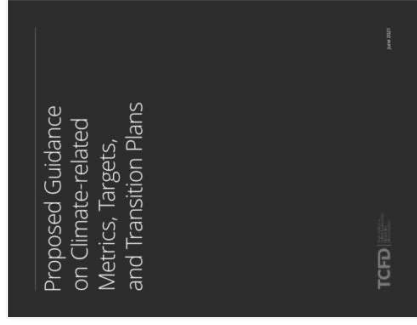 Proposed Guidance
on Climate-related
Metrics, Targets,
and Transition Plans
June 2021
TCFD